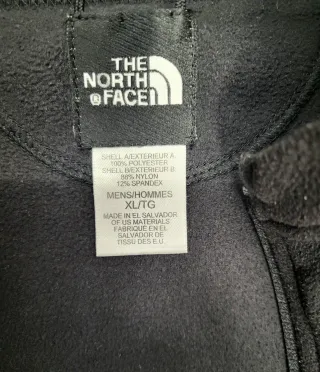 THE
NORTH
FACE
SHELL A/EXTERIEUR A
100% POLYESTER
SHELL B/EXTERIEUR B
88% NYLON
12% SPANDEX
MENS/HOMMES
XL/TG
MADE IN EL SALVADOR
OF US MATERIALS
FABRIQUE EN EL
SALVADOR DE
TISSU DES E.U.